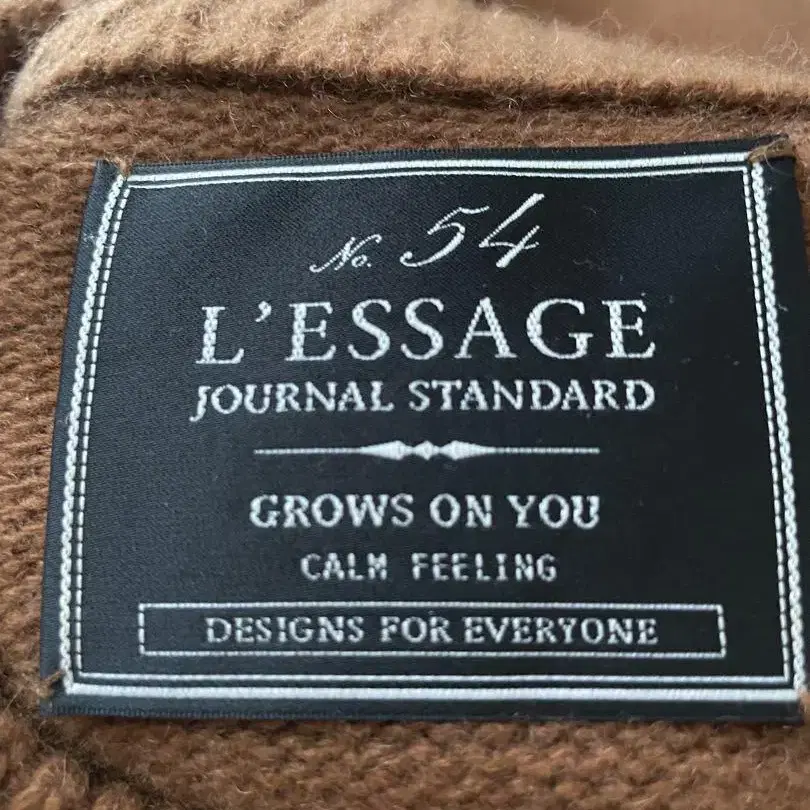 No. 54
L'ESSAGE
JOURNAL STANDARD
GROWS ON YOU
CALM FEELING
DESIGNS FOR EVERYONE